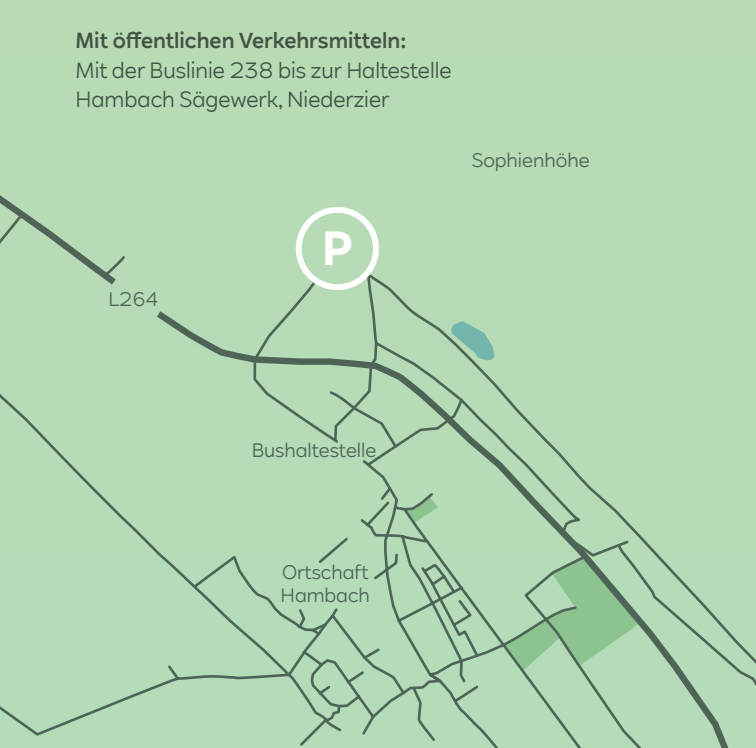 Mit öffentlichen Verkehrsmitteln:
Mit der Buslinie 238 bis zur Haltestelle
Hambach Sägewerk, Niederzier
Sophienhöhe
P
L264
Bushaltestelle
Ortschaft
Hambach